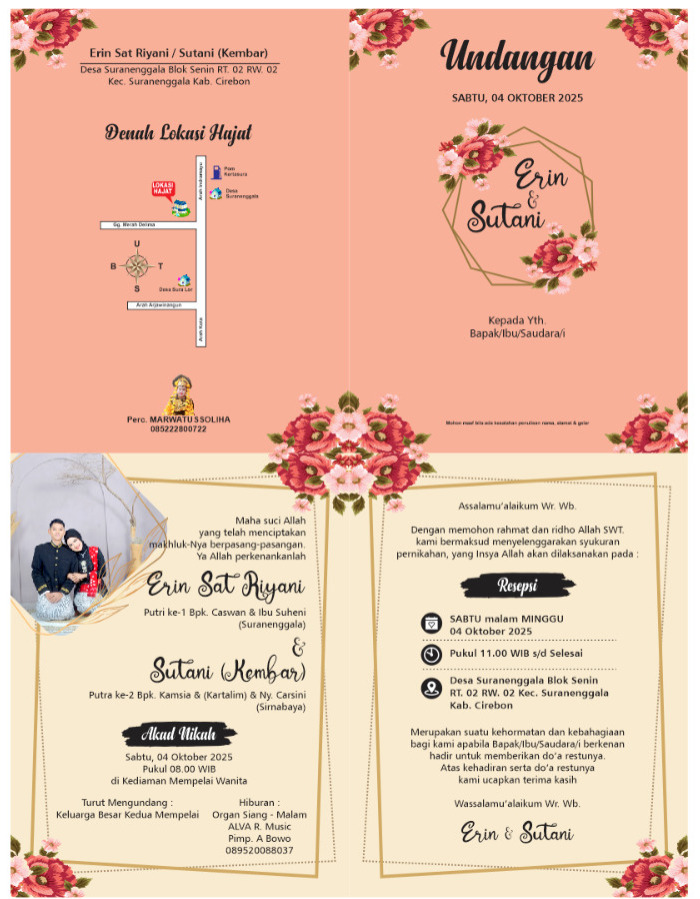 Erin Sat Riyani / Sutani (Kembar)
Desa Suranenggala Blok Senin RT. 02 RW. 02
Kec. Suranenggala Kab. Cirebon
Denah Lokasi Hajat
Arah Indramayu
Pom
Kertasura
LOKASI
HAJAT
Desa
Suranenggala
Gg. Merah Delima
U
B
T
S
Desa Sura Lor
Arah Arjawinangun
Arah Kota
Perc. MARWATUSSOLIHA
085222800722
Undangan
SABTU, 04 OKTOBER 2025
Erin
&
Sutani
Kepada Yth.
Bapak/Ibu/Saudara/i
Mohon maaf bila ada kesalahan penulisan nama, alamat & gelar
Maha suci Allah
yang telah menciptakan
makhluk-Nya berpasang-pasangan.
Ya Allah perkenankanlah
Erin Sat Riyani
Putri ke-1 Bpk. Caswan & Ibu Suheni
(Suranenggala)
&
Sutani (Kembar)
Putra ke-2 Bpk. Kamsia & (Kartalim) & Ny. Carsini
(Sirnabaya)
Akad Nikah
Sabtu, 04 Oktober 2025
Pukul 08.00 WIB
di Kediaman Mempelai Wanita
Turut Mengundang :
Keluarga Besar Kedua Mempelai
Hiburan :
Organ Siang - Malam
ALVA R. Music
Pimp. A Bowo
089520088037
Assalamu'alaikum Wr. Wb.
Dengan memohon rahmat dan ridho Allah SWT.
kami bermaksud menyelenggarakan syukuran
pernikahan, yang Insya Allah akan dilaksanakan pada :
Resepsi
SABTU malam MINGGU
04 Oktober 2025
Pukul 11.00 WIB s/d Selesai
Desa Suranenggala Blok Senin
RT. 02 RW. 02 Kec. Suranenggala
Kab. Cirebon
Merupakan suatu kehormatan dan kebahagiaan
bagi kami apabila Bapak/Ibu/Saudara/i berkenan
hadir untuk memberikan do'a restunya.
Atas kehadiran serta do'a restunya
kami ucapkan terima kasih
Wassalamu'alaikum Wr. Wb.
Erin & Sutani